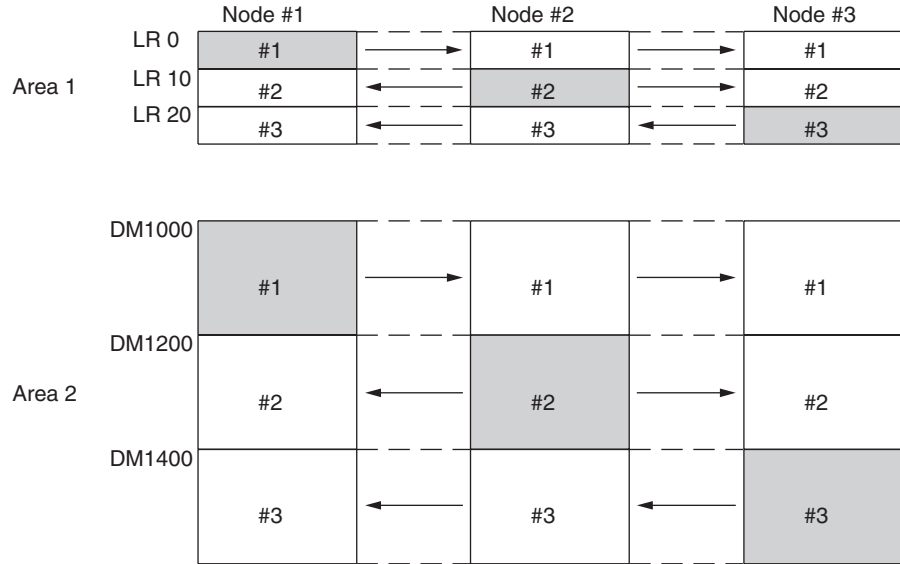 Node #1 Node #2 Node #3
LR 0
#1 #1 #1
Area 1
LR 10
#2 #2 #2
LR 20
#3 #3 #3
DM1000
#1 #1 #1
DM1200
Area 2
#2 #2 #2
DM1400
#3 #3 #3